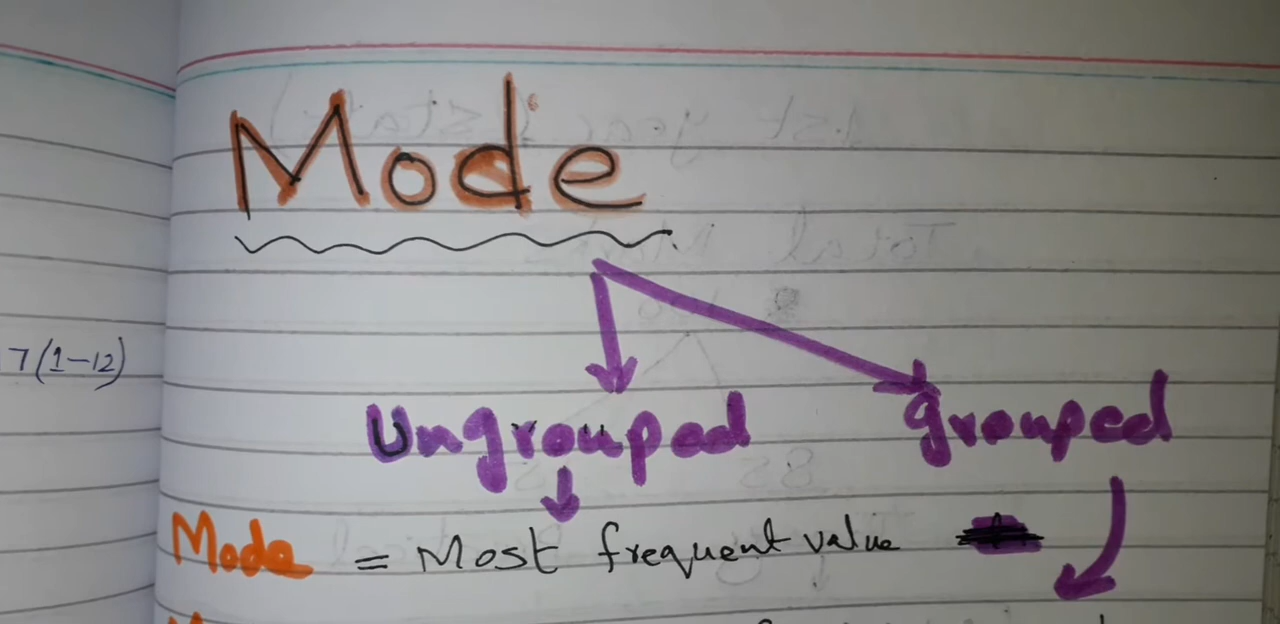 Mode
7(1-12)
Ungrouped grouped
Mode = Most frequent value